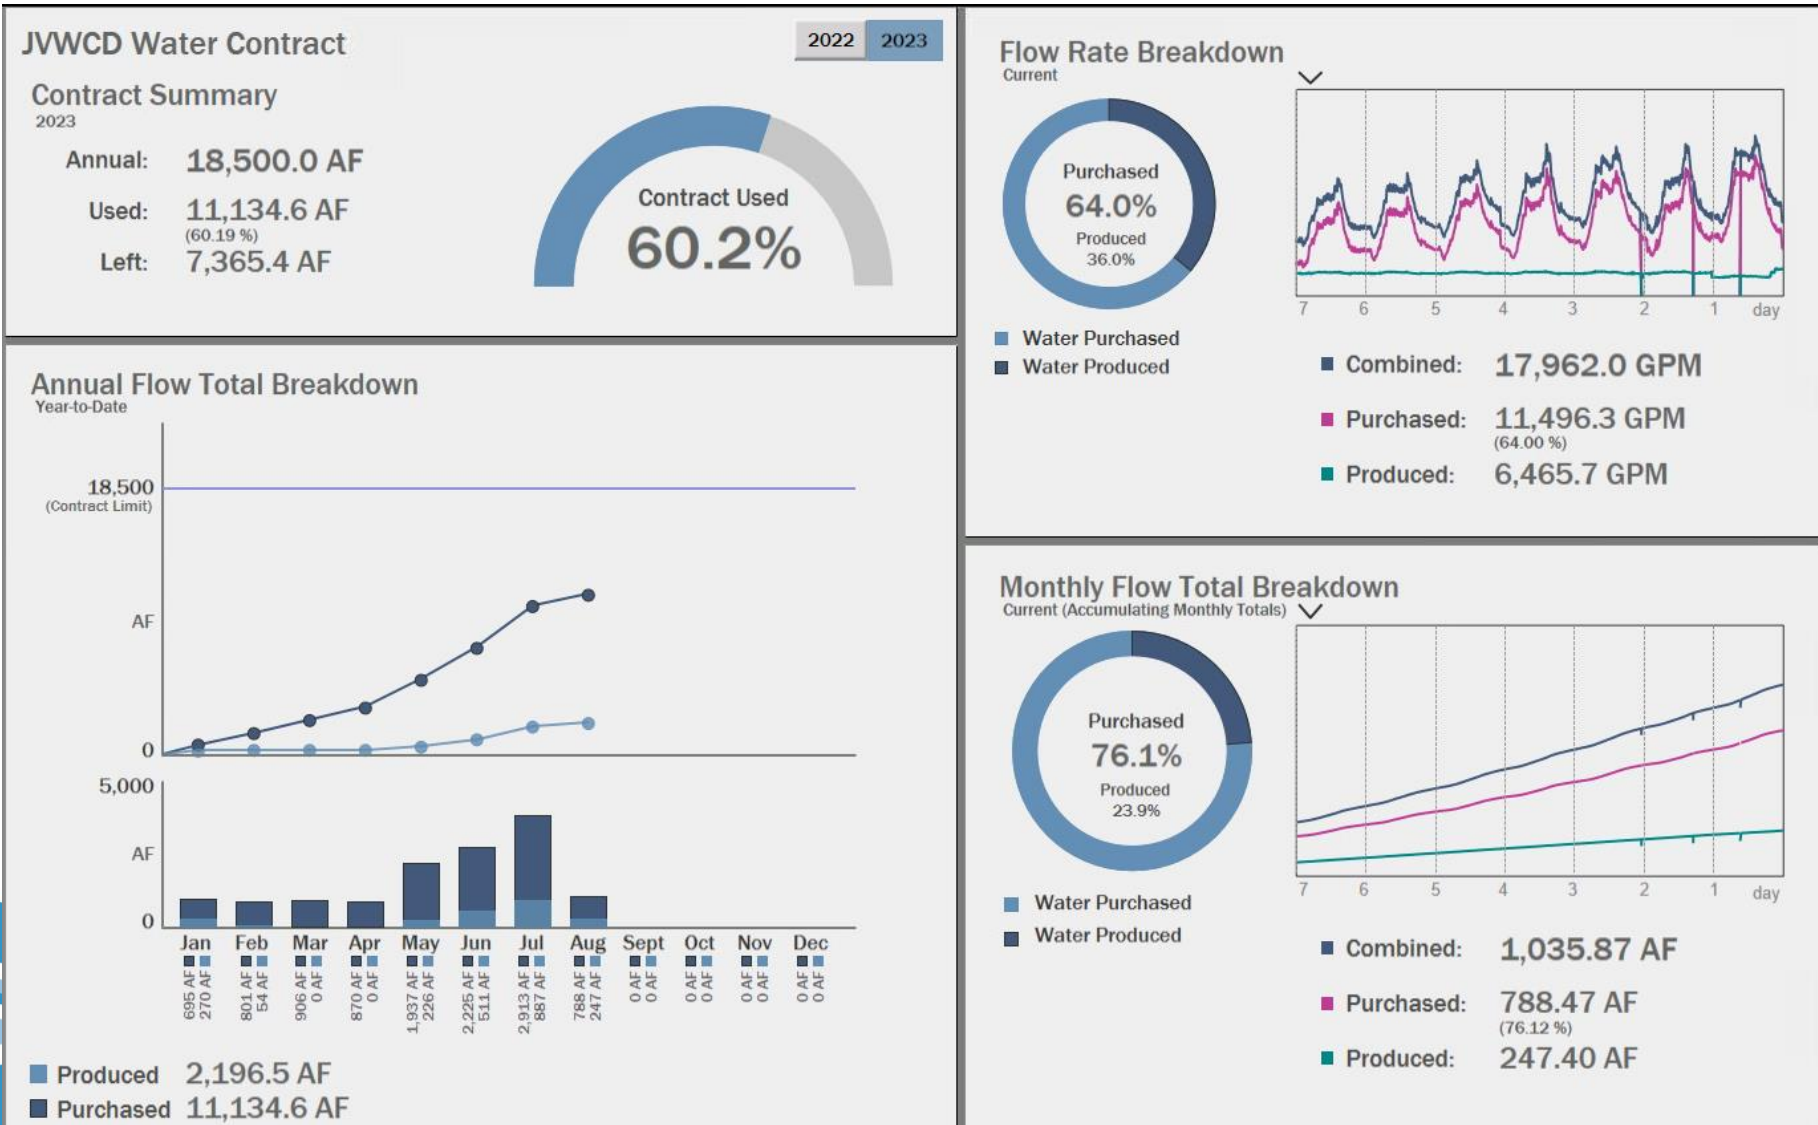 JVWCD Water Contract
2022 2023
Contract Summary
2023
Annual: 18,500.0 AF
Used: 11,134.6 AF
(60.19 %)
Left: 7,365.4 AF
Contract Used
60.2%
Annual Flow Total Breakdown
Year-to-Date
18,500
(Contract Limit)
AF
0
5,000
AF
0
Jan Feb Mar Apr May Jun Jul Aug Sept Oct Nov Dec
695 AF
270 AF
801 AF
54 AF
906 AF
0 AF
870 AF
0 AF
1,937 AF
226 AF
2,225 AF
511 AF
2,913 AF
887 AF
788 AF
247 AF
0 AF
0 AF
0 AF
0 AF
0 AF
0 AF
0 AF
0 AF
Produced 2,196.5 AF
Purchased 11,134.6 AF
Flow Rate Breakdown
Current
Purchased
64.0%
Produced
36.0%
Water Purchased
Water Produced
7 6 5 4 3 2 1 day
Combined: 17,962.0 GPM
Purchased: 11,496.3 GPM
(64.00 %)
Produced: 6,465.7 GPM
Monthly Flow Total Breakdown
Current (Accumulating Monthly Totals)
Purchased
76.1%
Produced
23.9%
Water Purchased
Water Produced
7 6 5 4 3 2 1 day
Combined: 1,035.87 AF
Purchased: 788.47 AF
(76.12 %)
Produced: 247.40 AF